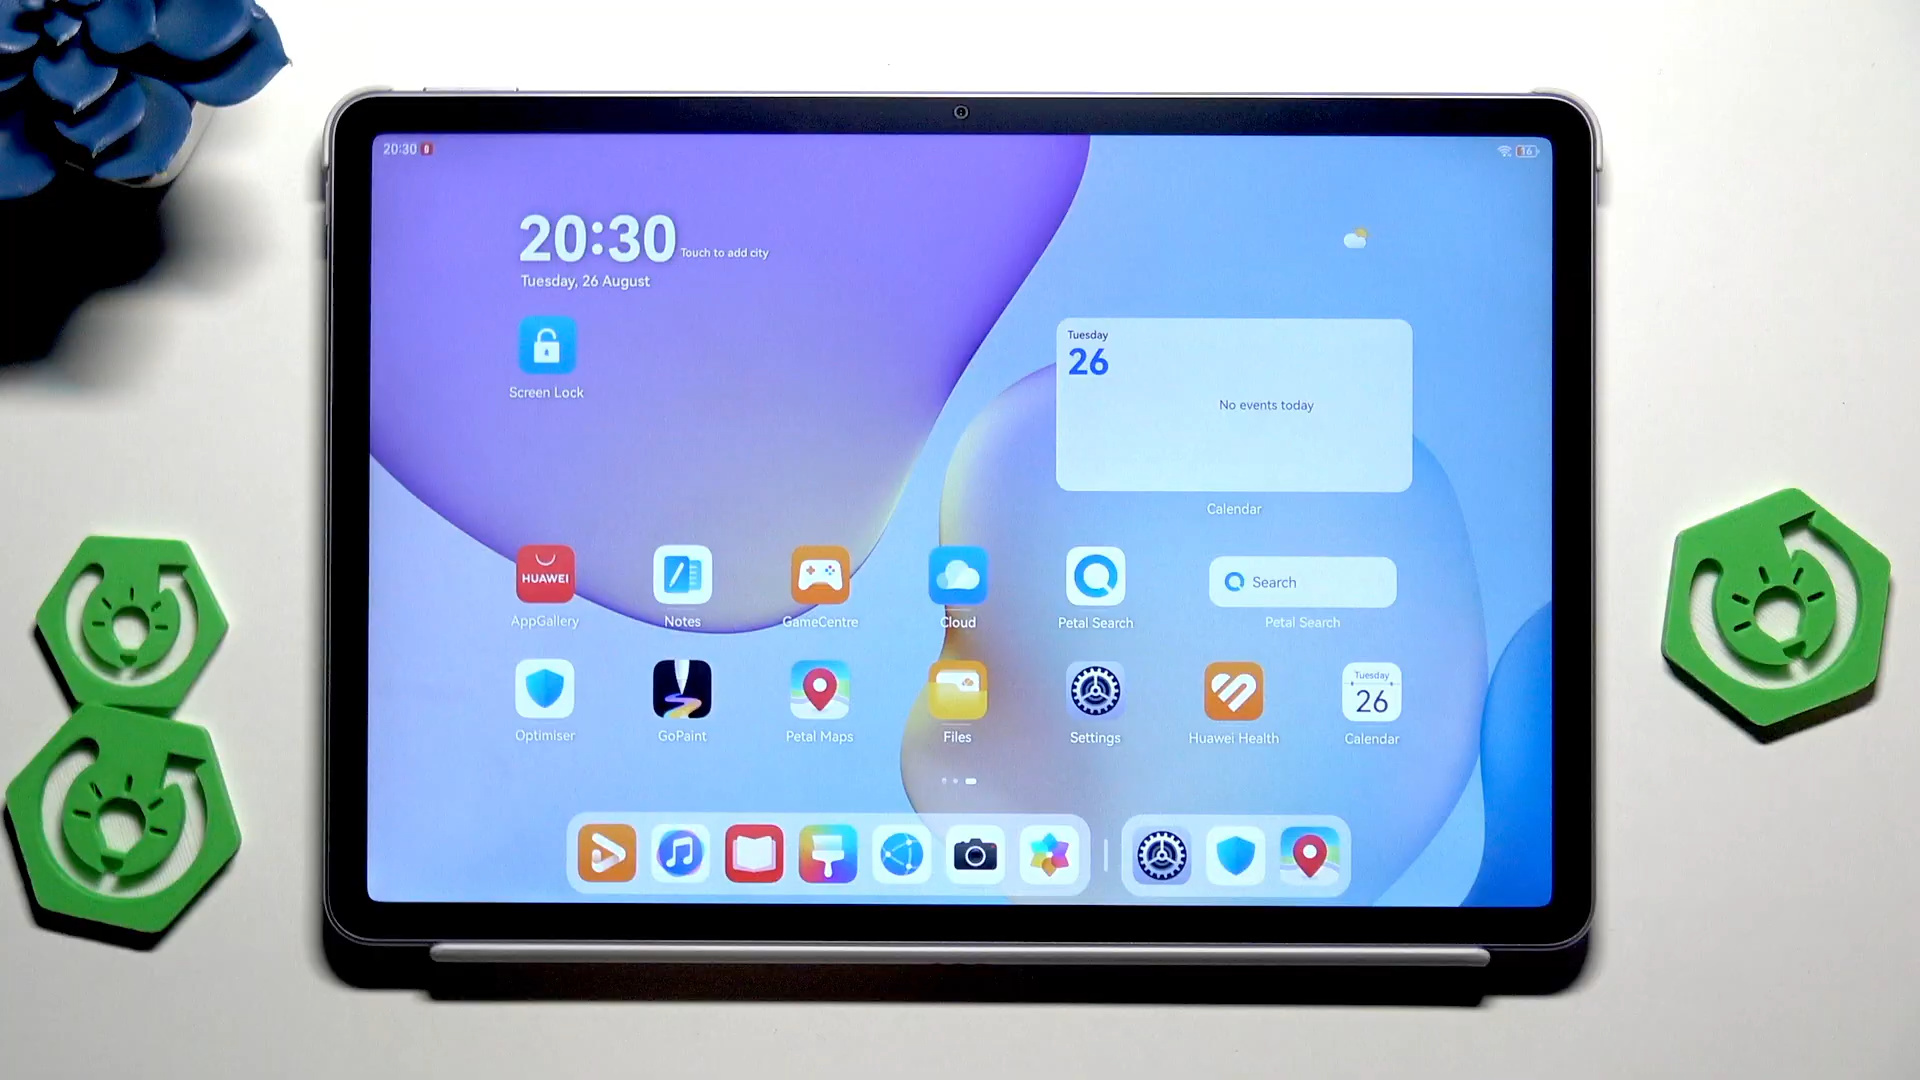 20:30
16
20:30 Touch to add city
Tuesday, 26 August
Screen Lock
Tuesday
26
No events today
Calendar
HUAWEI
AppGallery
Notes
GameCentre
Cloud
Petal Search
Search
Petal Search
Optimiser
GoPaint
Petal Maps
Files
Settings
Huawei Health
Tuesday
26
Calendar